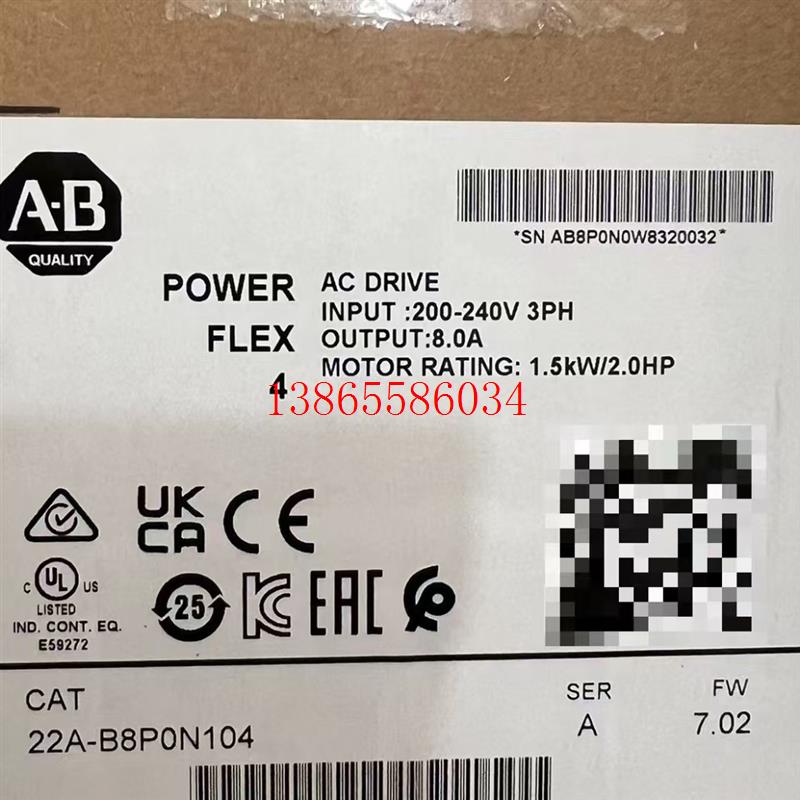 A-B
QUALITY
*SN AB8P0N0W8320032*
POWER
FLEX
4
AC DRIVE
INPUT :200-240V 3PH
OUTPUT:8.0A
MOTOR RATING: 1.5kW/2.0HP
13865586034
UK
CA
CE
C UL US
LISTED
IND. CONT. EQ.
E59272
25
KC
EAC
CAT
22A-B8P0N104
SER
A
FW
7.02